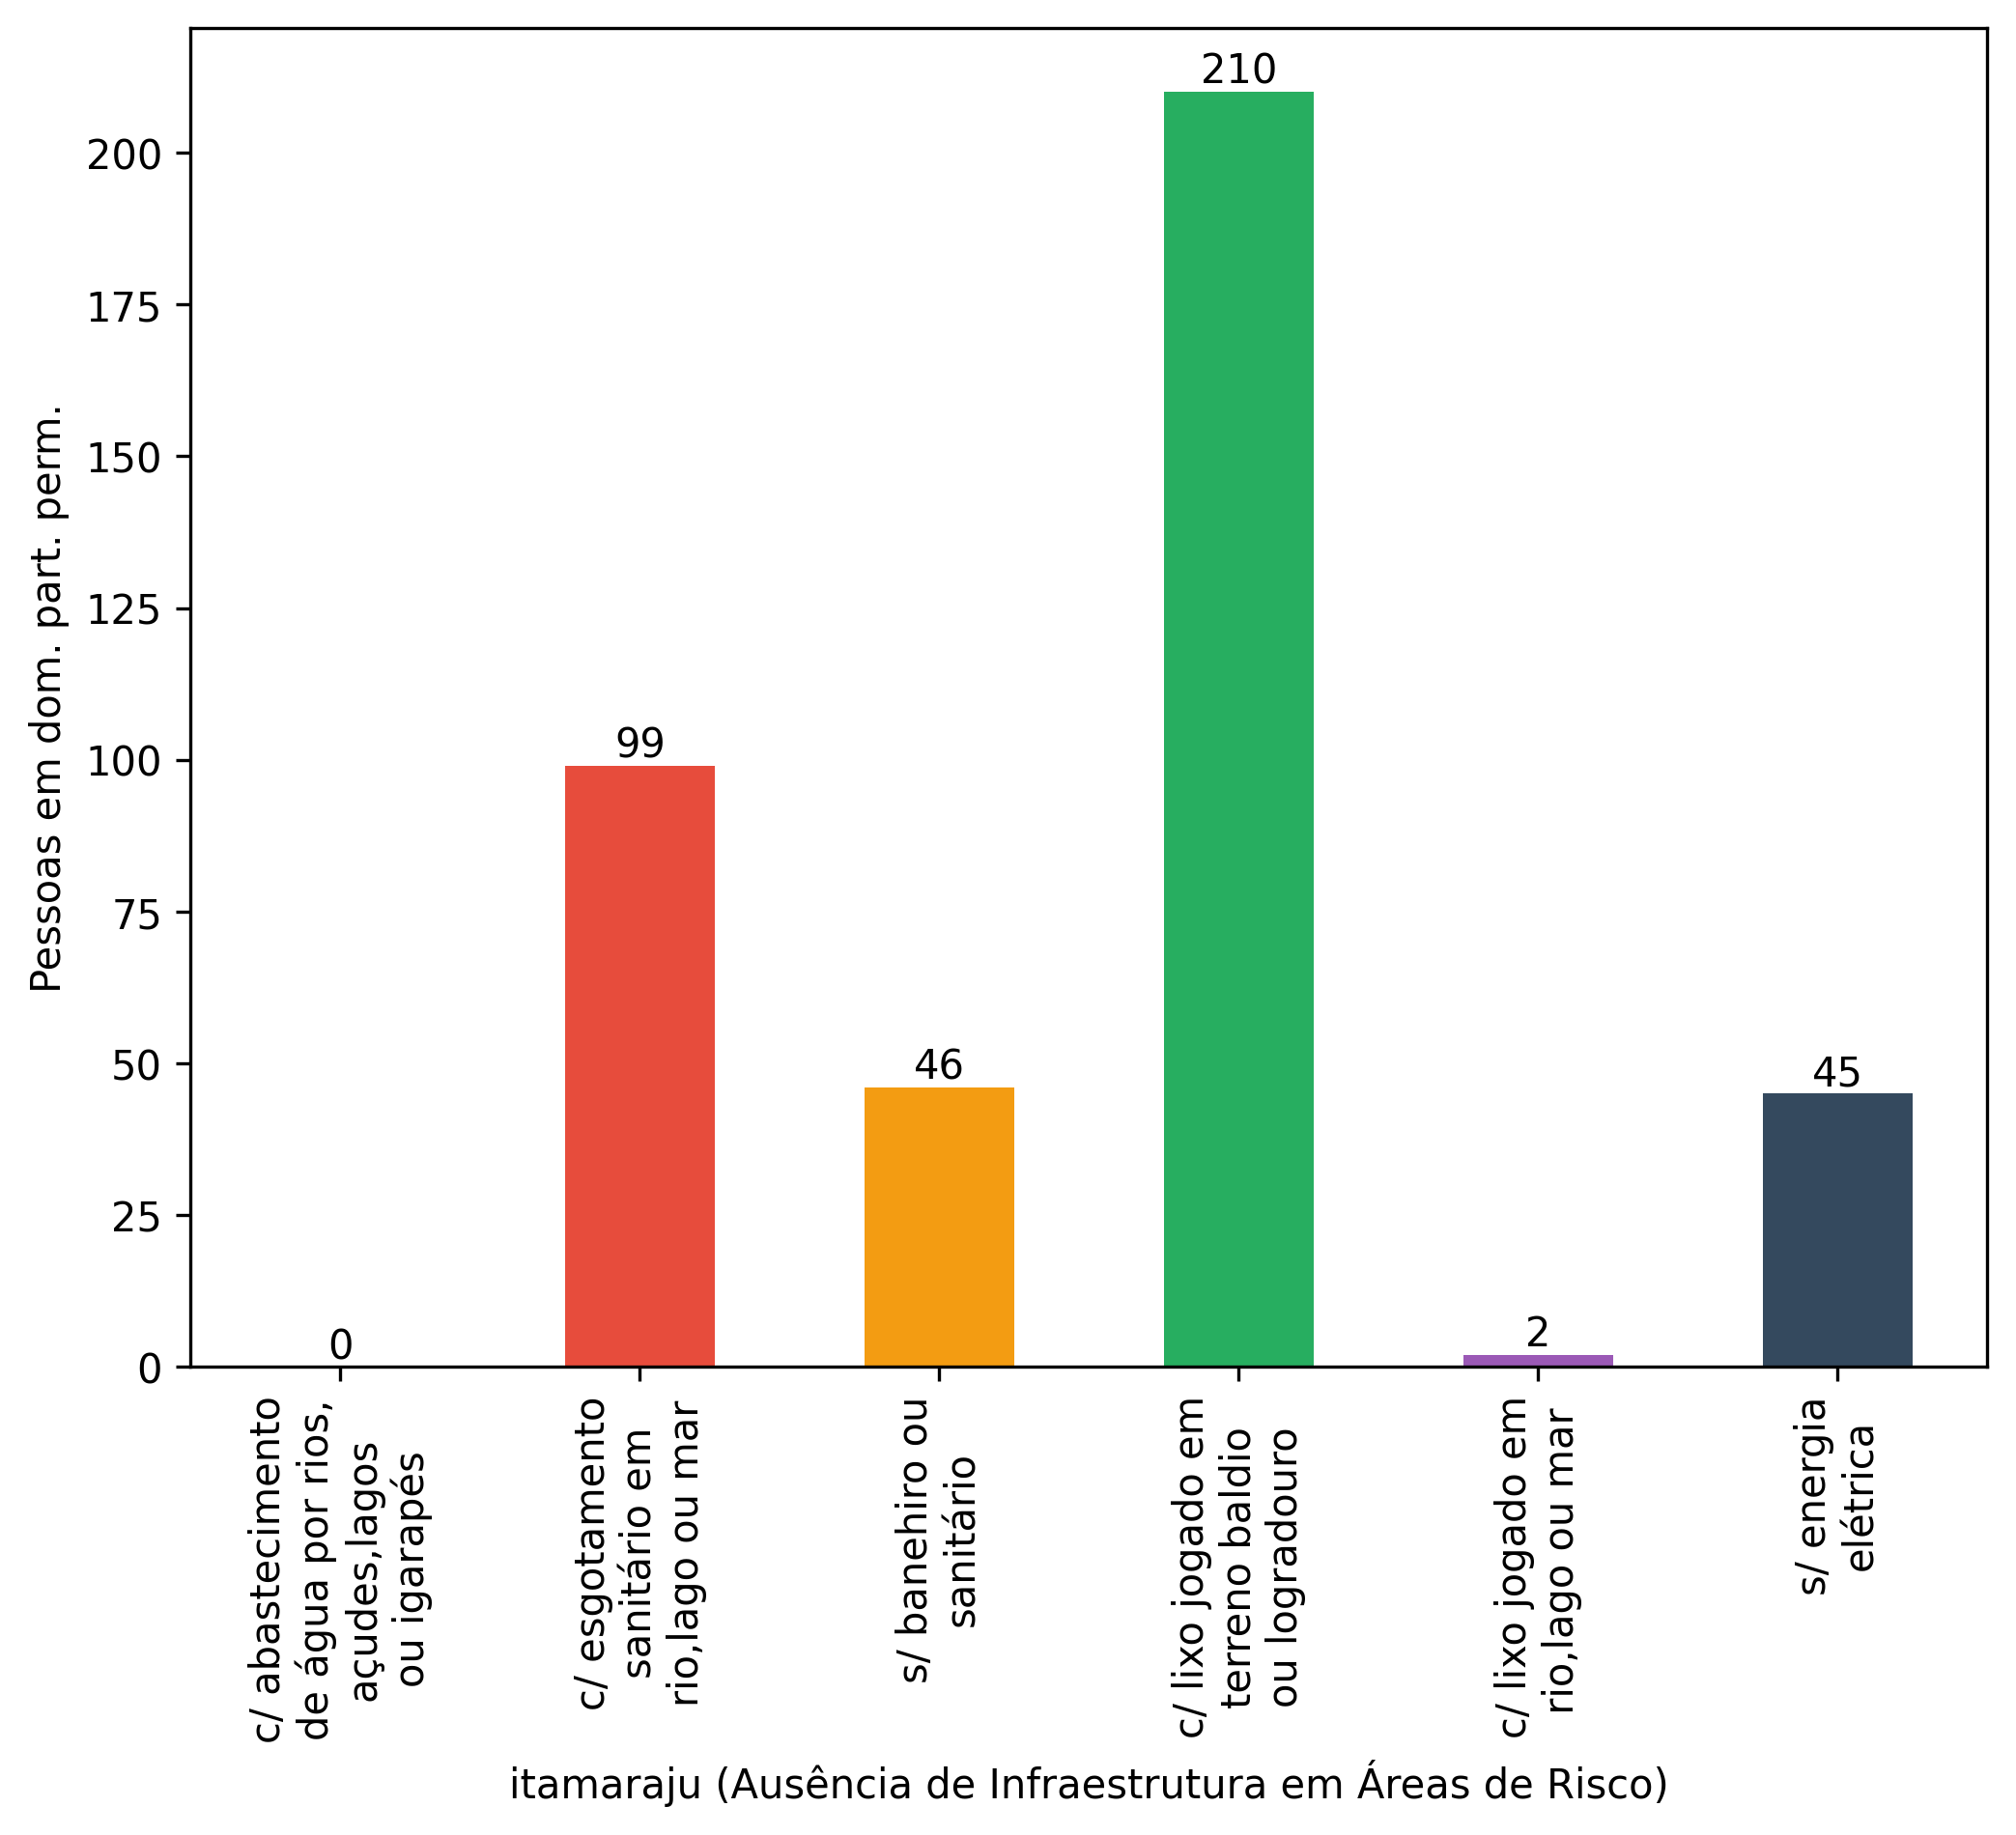 Pessoas em dom. part. perm.
200
175
150
125
100
75
50
25
0
0
99
46
210
2
45
c/ abastecimento
de água por rios,
açudes,lagos
ou igarapés
c/ esgotamento
sanitário em
rio,lago ou mar
s/ banehiro ou
sanitário
c/ lixo jogado em
terreno baldio
ou logradouro
c/ lixo jogado em
rio,lago ou mar
s/ energia
elétrica
itamaraju (Ausência de Infraestrutura em Áreas de Risco)